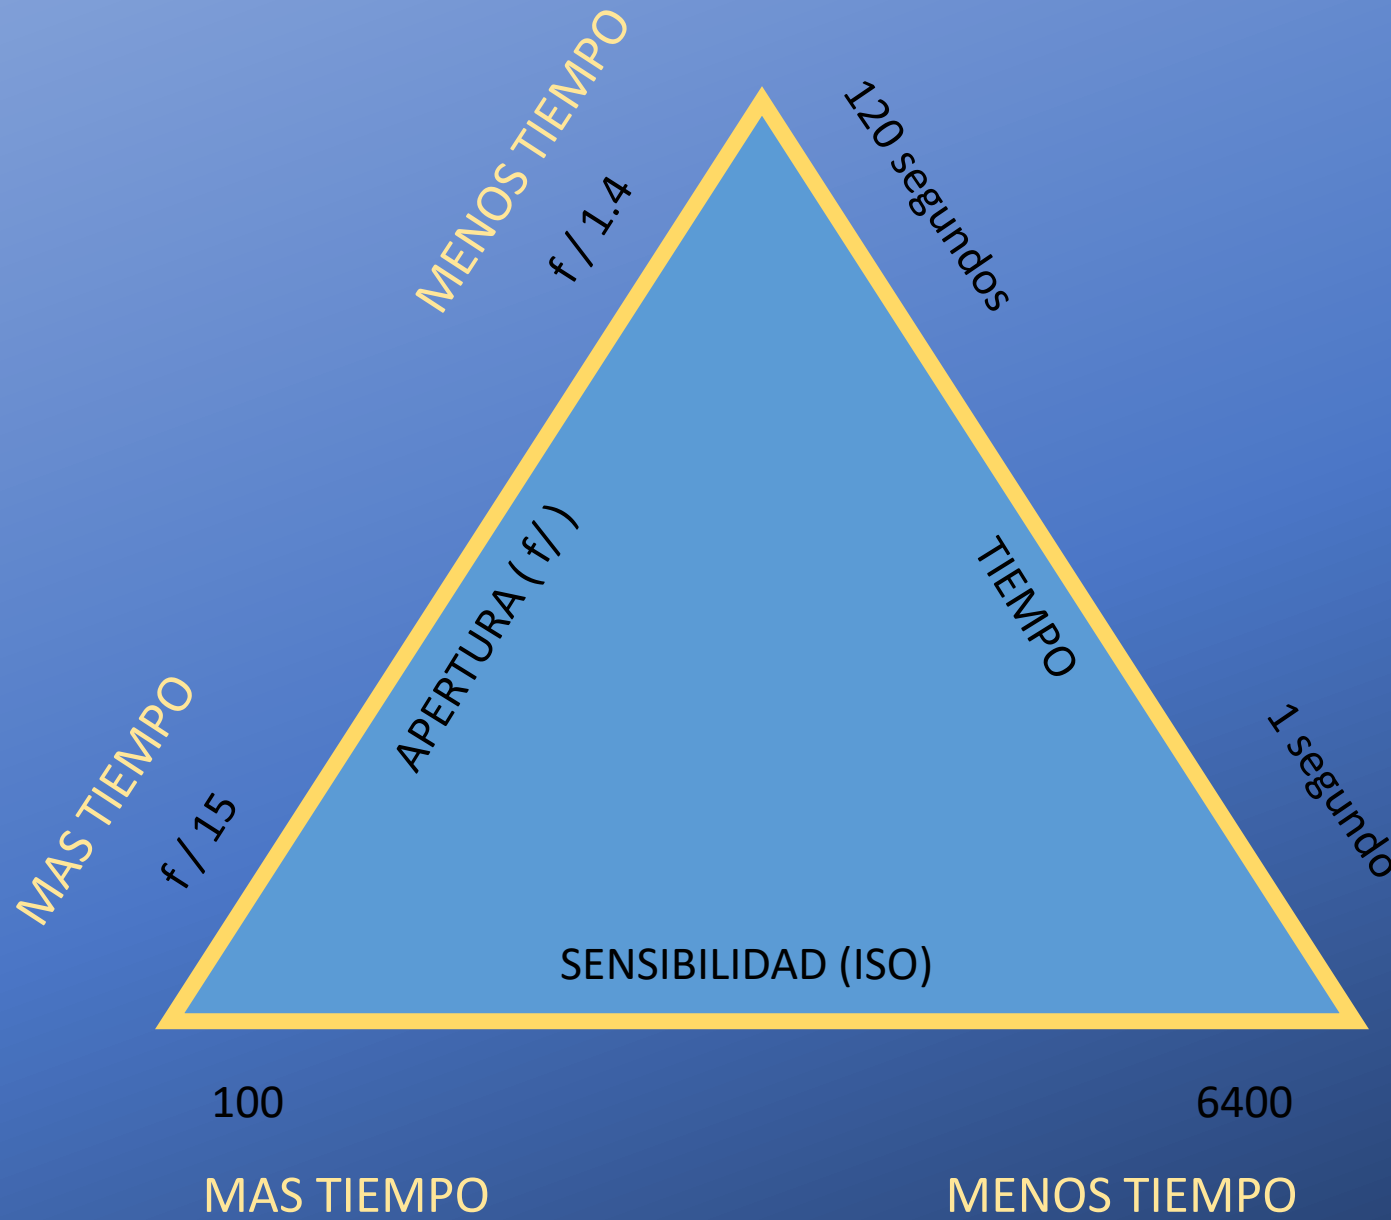 MENOS TIEMPO
f / 1.4
120 segundos
APERTURA ( f/ )
TIEMPO
MAS TIEMPO
f / 15
1 segundo
SENSIBILIDAD (ISO)
100
6400
MAS TIEMPO
MENOS TIEMPO